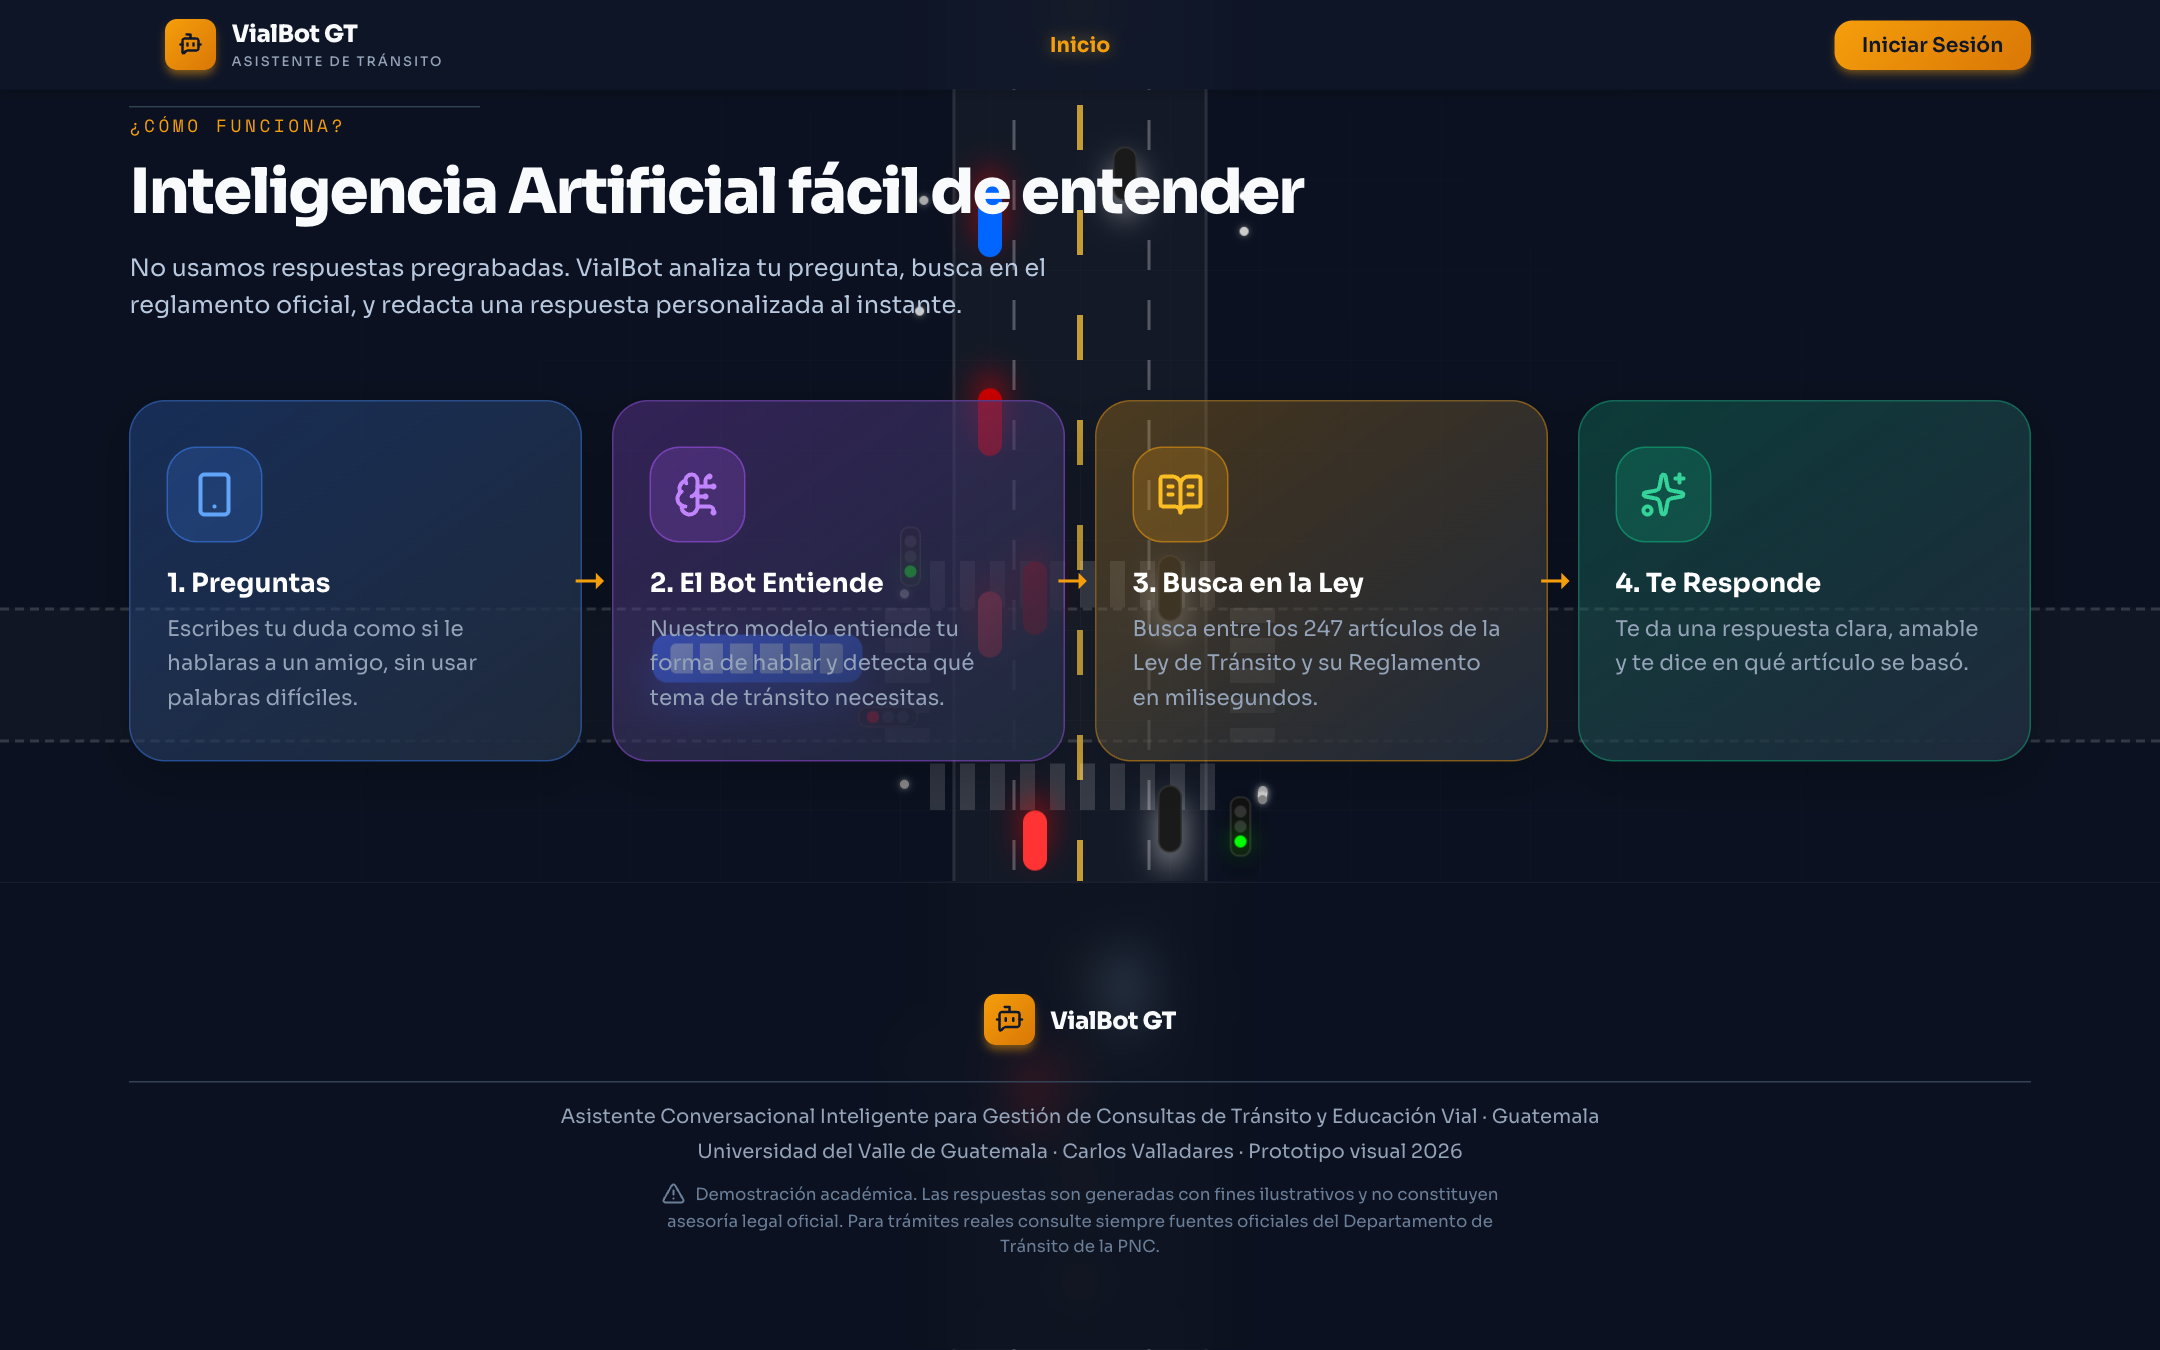 VialBot GT
ASISTENTE DE TRÁNSITO
Inicio
Iniciar Sesión
¿CÓMO FUNCIONA?
Inteligencia Artificial fácil de entender
No usamos respuestas pregrabadas. VialBot analiza tu pregunta, busca en el
reglamento oficial, y redacta una respuesta personalizada al instante.
1. Preguntas
Escribes tu duda como si le
hablaras a un amigo, sin usar
palabras difíciles.
2. El Bot Entiende
Nuestro modelo entiende tu
forma de hablar y detecta qué
tema de tránsito necesitas.
3. Busca en la Ley
Busca entre los 247 artículos de la
Ley de Tránsito y su Reglamento
en milisegundos.
4. Te Responde
Te da una respuesta clara, amable
y te dice en qué artículo se basó.
VialBot GT
Asistente Conversacional Inteligente para Gestión de Consultas de Tránsito y Educación Vial · Guatemala
Universidad del Valle de Guatemala · Carlos Valladares · Prototipo visual 2026
Demostración académica. Las respuestas son generadas con fines ilustrativos y no constituyen
asesoría legal oficial. Para trámites reales consulte siempre fuentes oficiales del Departamento de
Tránsito de la PNC.